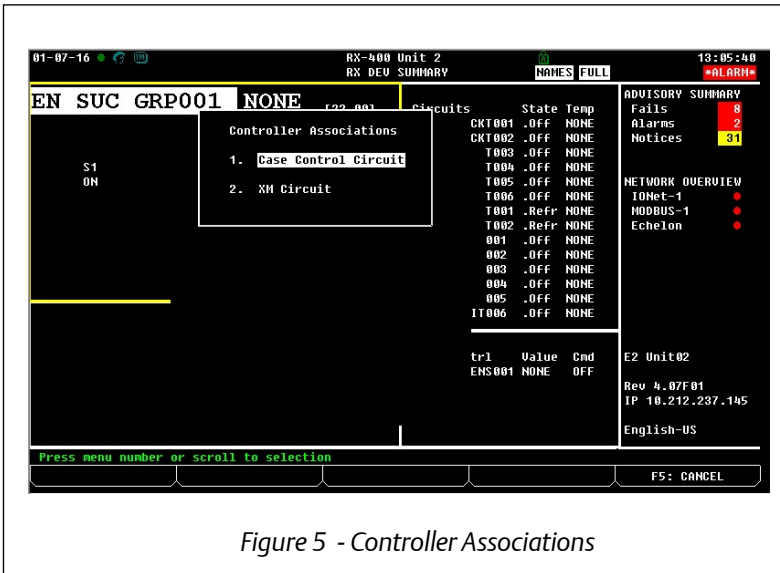 01-07-16 RX-400 Unit 2 13:05:40
RX DEV SUMMARY NAMES FULL *ALARM*
EN SUC GRP001 NONE
Controller Associations
1. Case Control Circuit
2. XM Circuit
S1
ON
Circuits State Temp
CKT001 .Off NONE
CKT002 .Off NONE
T003 .Off NONE
T004 .Off NONE
T005 .Off NONE
T006 .Off NONE
T001 .Refr NONE
T002 .Refr NONE
001 .Off NONE
002 .Off NONE
003 .Off NONE
004 .Off NONE
005 .Off NONE
IT006 .Off NONE
trl Value Cmd
ENS001 NONE OFF
ADVISORY SUMMARY
Fails 8
Alarms 2
Notices 31
NETWORK OVERVIEW
IONet-1
MODBUS-1
Echelon
E2 Unit02
Rev 4.07F01
IP 10.212.237.145
English-US
Press menu number or scroll to selection
F5: CANCEL
Figure 5 - Controller Associations